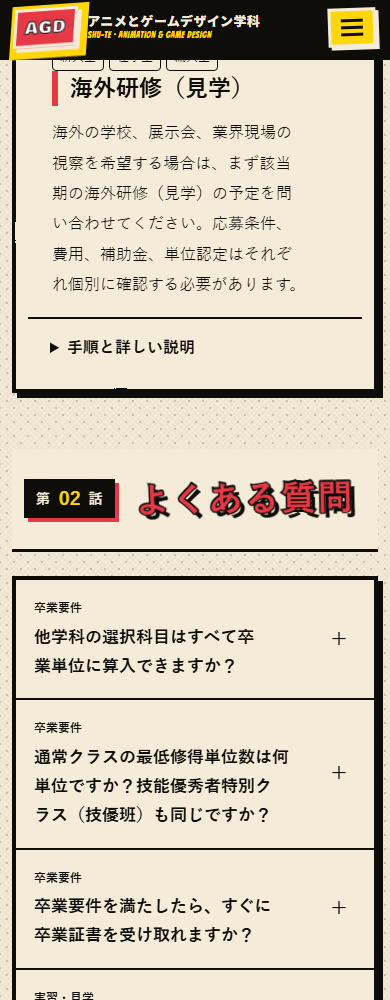 AGD
アニメとゲームデザイン学科
SHU-TE・ANIMATION & GAME DESIGN
海外研修（見学）
海外の学校、展示会、業界現場の
視察を希望する場合は、まず該当
期の海外研修（見学）の予定を問
い合わせてください。応募条件、
費用、補助金、単位認定はそれぞ
れ個別に確認する必要があります。
▶ 手順と詳しい説明
第 02 話
よくある質問
卒業要件
他学科の選択科目はすべて卒
業単位に算入できますか？
+
卒業要件
通常クラスの最低修得単位数は何
単位ですか？技能優秀者特別ク
ラス（技優班）も同じですか？
+
卒業要件
卒業要件を満たしたら、すぐに
卒業証書を受け取れますか？
+
実習・見学